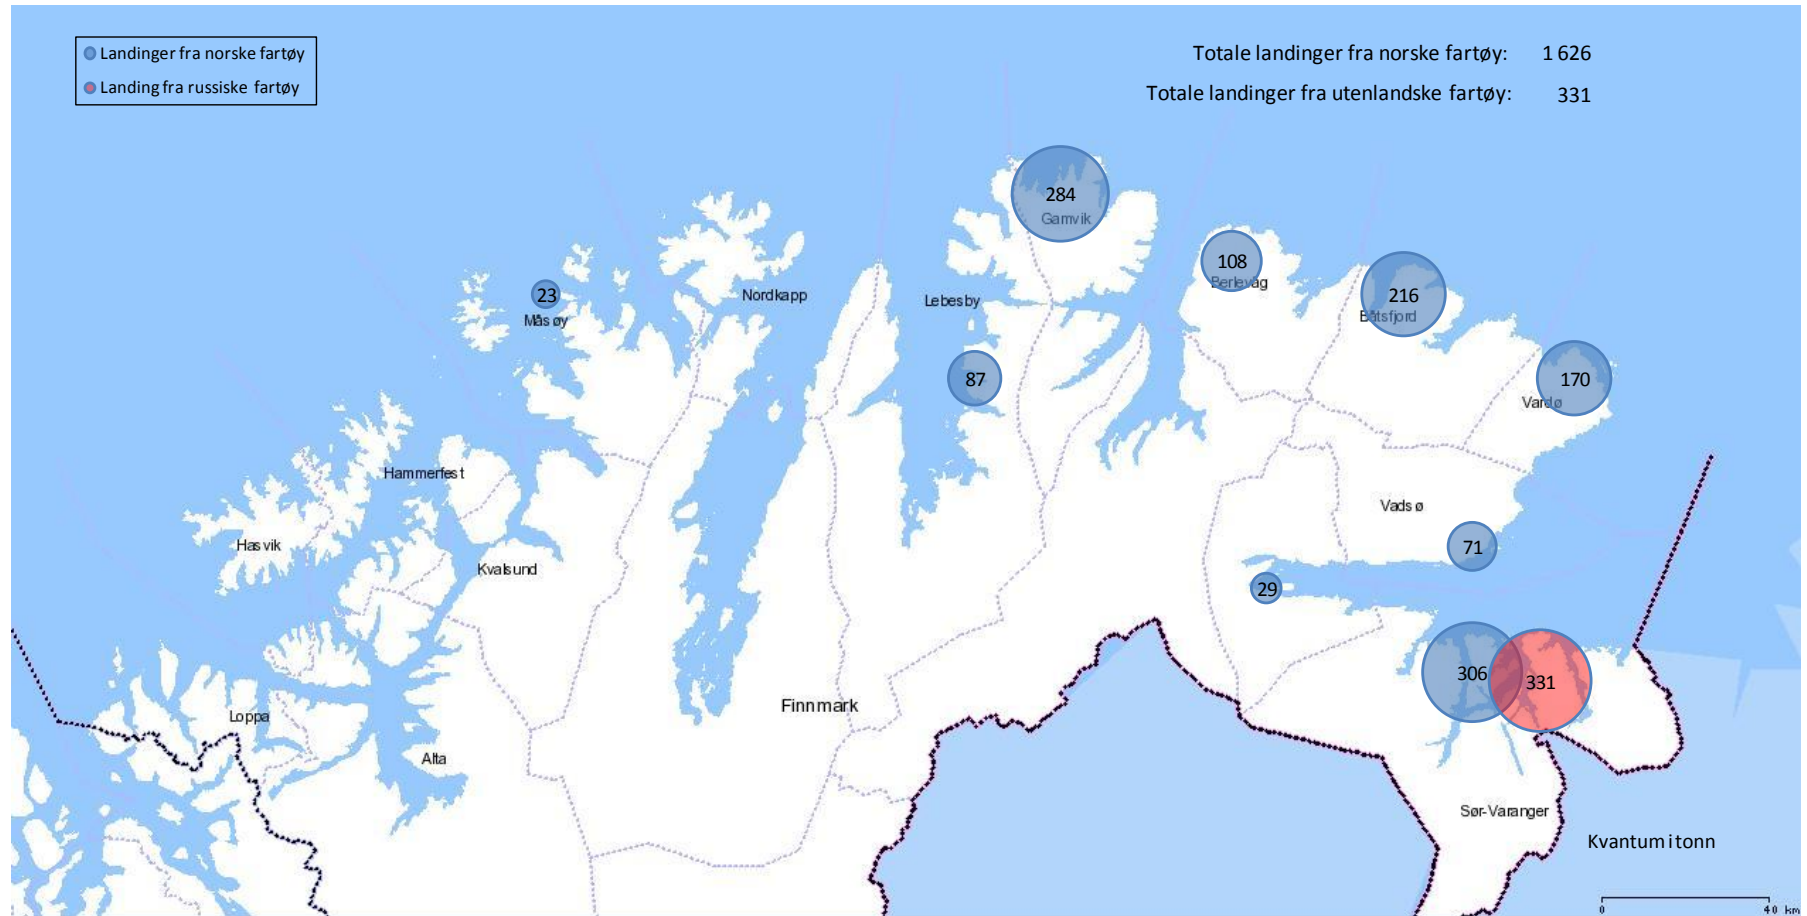 Landinger fra norske fartøy
Landing fra russiske fartøy
Totale landinger fra norske fartøy: 1 626
Totale landinger fra utenlandske fartøy: 331
284
Gamvik
108
Berlevåg
23
Måsøy
Nordkapp
Lebesby
216
Båtsfjord
87
170
Vardø
Hammerfest
Vadsø
Hasvik
Kvalsund
71
29
306
331
Finnmark
Loppa
Alta
Sør-Varanger
Kvantum i tonn
0 40 km